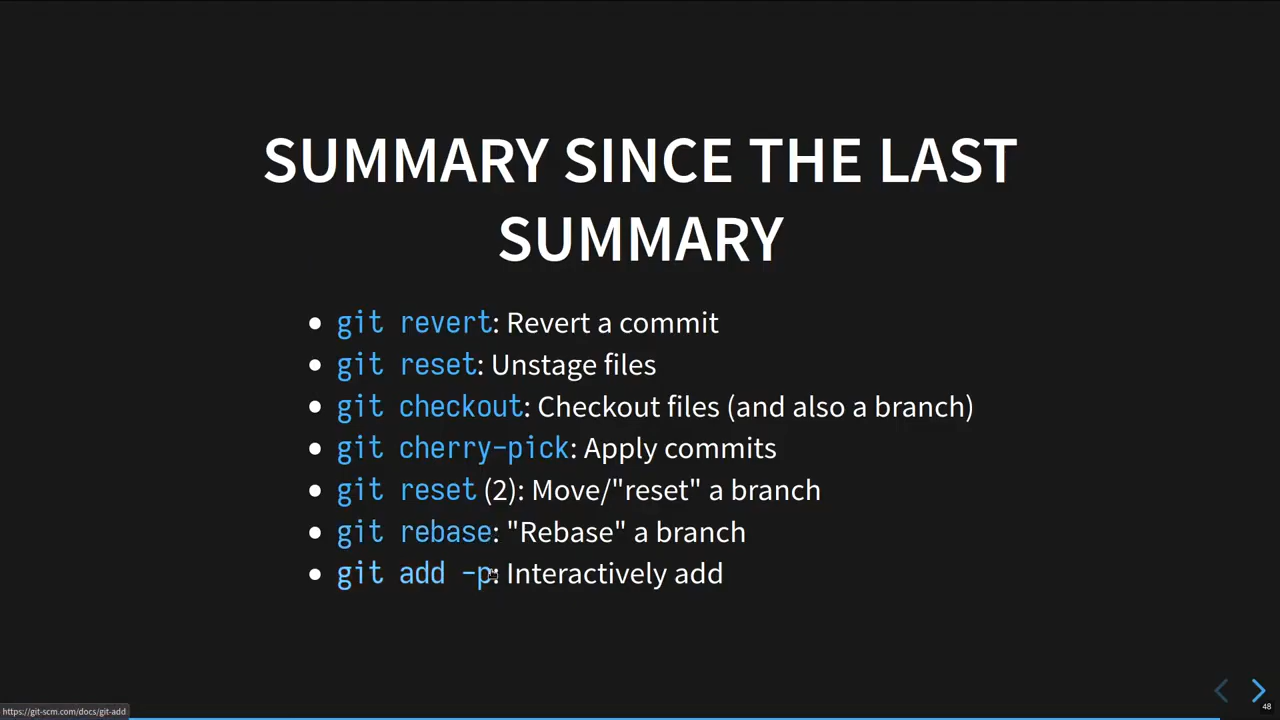 SUMMARY SINCE THE LAST
SUMMARY
git revert: Revert a commit
git reset: Unstage files
git checkout: Checkout files (and also a branch)
git cherry-pick: Apply commits
git reset (2): Move/"reset" a branch
git rebase: "Rebase" a branch
git add -p: Interactively add
48
https://git-scm.com/docs/git-add